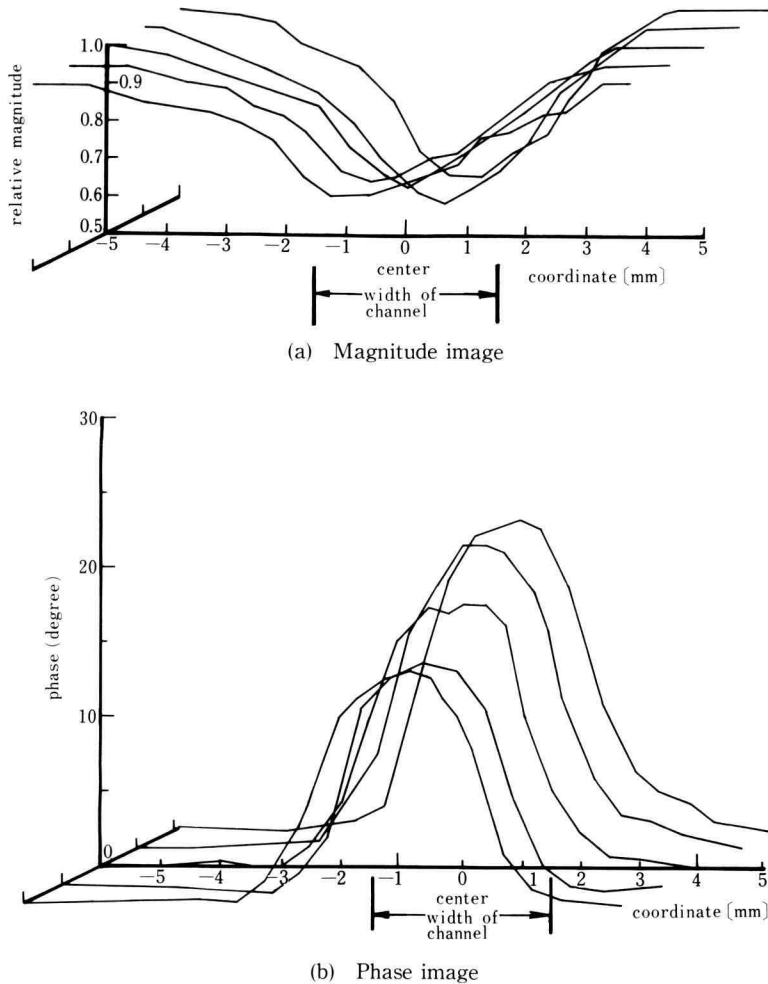 relative magnitude
1.0
0.9
0.8
0.7
0.6
0.5
−5 −4 −3 −2 −1 0 1 2 3 4 5
center
coordinate [mm]
width of
channel
(a) Magnitude image
30
20
phase (degree)
10
0
−5 −4 −3 −2 −1 0 1 2 3 4 5
center
width of
channel
coordinate [mm]
(b) Phase image